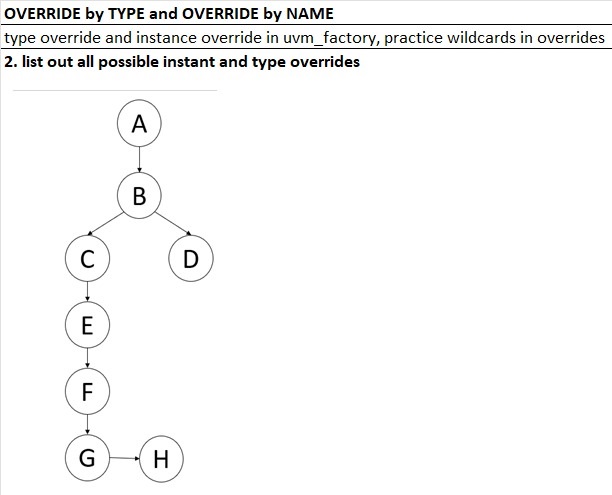 OVERRIDE by TYPE and OVERRIDE by NAME
type override and instance override in uvm_factory, practice wildcards in overrides
2. list out all possible instant and type overrides
A
B
C D
E
F
G H